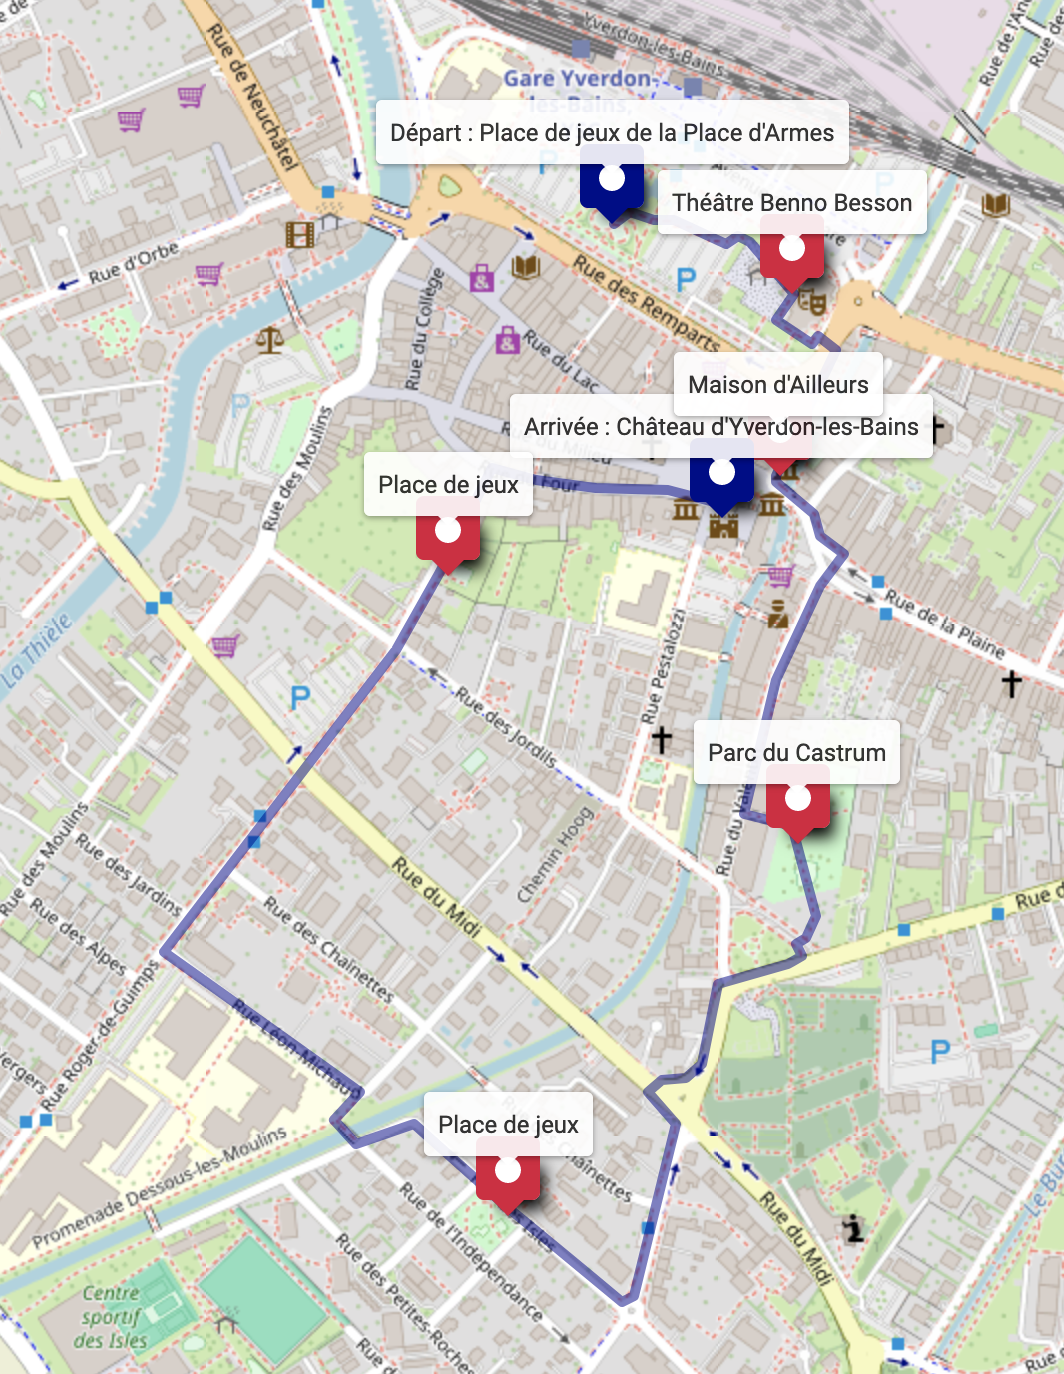 Rue de Neuchâtel
Yverdon-les-Bains
Gare Yverdon-
les-Bains
Départ : Place de jeux de la Place d'Armes
Théâtre Benno Besson
Rue d'Orbe
Rue des Remparts
Rue du Collège
Rue du Lac
Maison d'Ailleurs
Arrivée : Château d'Yverdon-les-Bains
Rue des Moulins
Four
Place de jeux
Rue de la Plaine
La Thièle
Rue Pestalozzi
Rue des Jordils
Parc du Castrum
Rue du
Chemin Hoog
Rue des Moulins
Rue des Jardins
Rue des Alpes
Rue du Midi
Rue des Chaînettes
Rue d
Rue Roger-de-Guimps
Rue Léon-Michaud
Vergers
Place de jeux
Chaînettes
Promenade Dessous-les-Moulins
Isles
Rue de l'Indépendance
Rue du Midi
Le Bu
Rue des Petites-Roches
Centre
sportif
des Isles
Rue d
Rue